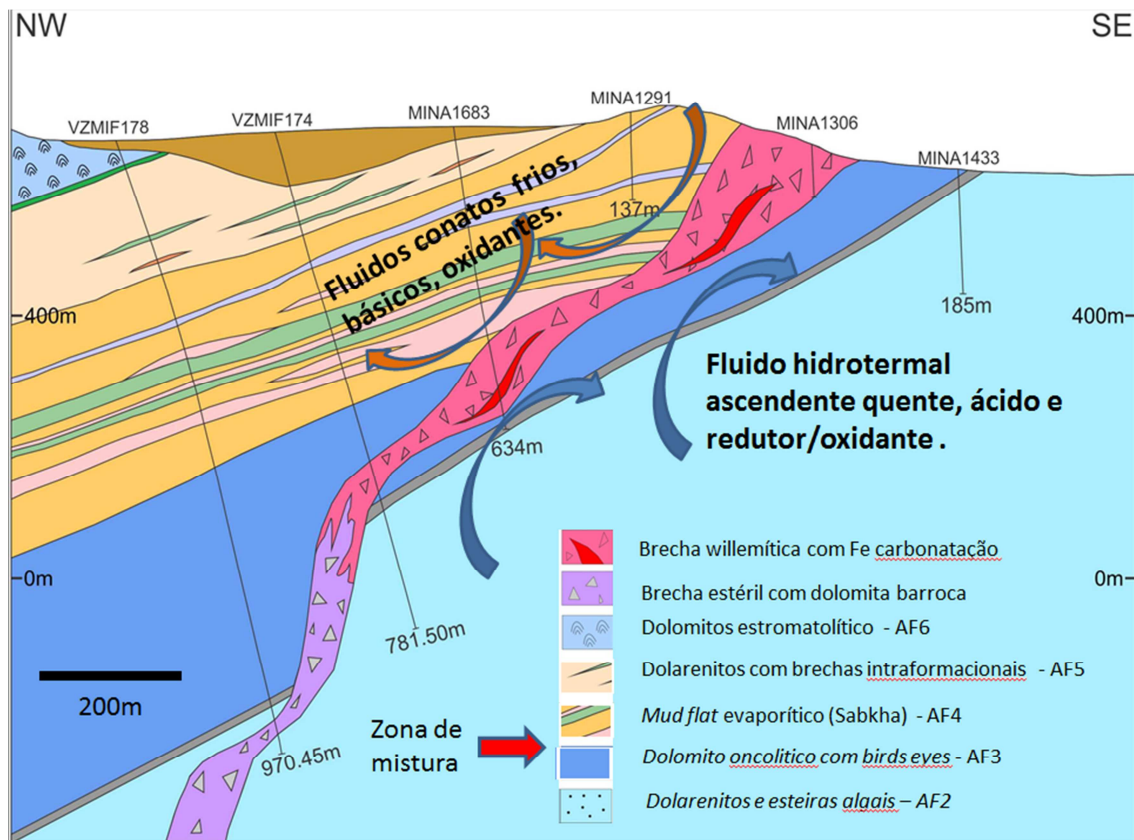 NW
SE
VZMIF178
VZMIF174
MINA1683
MINA1291
MINA1306
MINA1433
Fluidos conatos frios,
básicos, oxidantes.
137m
185m
400m
400m
Fluido hidrotermal
ascendente quente, ácido e
redutor/oxidante .
634m
0m
0m
781.50m
970.45m
200m
Zona de
mistura
Brecha willemítica com Fe carbonatação
Brecha estéril com dolomita barroca
Dolomitos estromatolítico - AF6
Dolarenitos com brechas intraformacionais - AF5
Mud flat evaporítico (Sabkha) - AF4
Dolomito oncolitico com birds eyes - AF3
Dolarenitos e esteiras algais – AF2